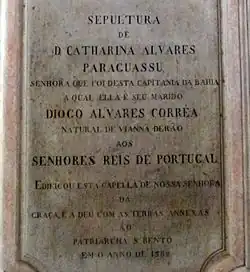 SEPULTURA
DE
D CATHARINA ALVARES
PARAGUASSU,
SENHORA QUE FOI DESTA CAPITANIA DA BAHIA
A QUAL ELLA E SEU MARIDO
DIOGO ALVARES CORRÊA
NATURAL DE VIANNA DERÃO
AOS
SENHORES REIS DE PORTUGAL
EDIFICOU ESTA CAPELLA DE NOSSA SENHORA
DA
GRAÇA, E A DEU COM AS TERRAS ANNEXAS
AO
PATRIARCHA S BENTO
EM O ANNO DE